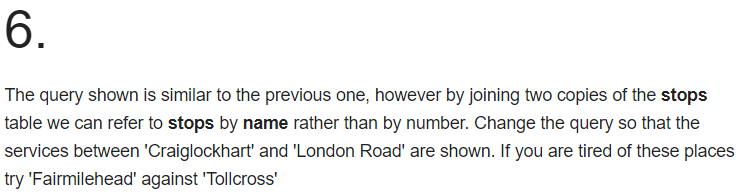 6.
The query shown is similar to the previous one, however by joining two copies of the stops
table we can refer to stops by name rather than by number. Change the query so that the
services between 'Craiglockhart' and 'London Road' are shown. If you are tired of these places
try 'Fairmilehead' against 'Tollcross'